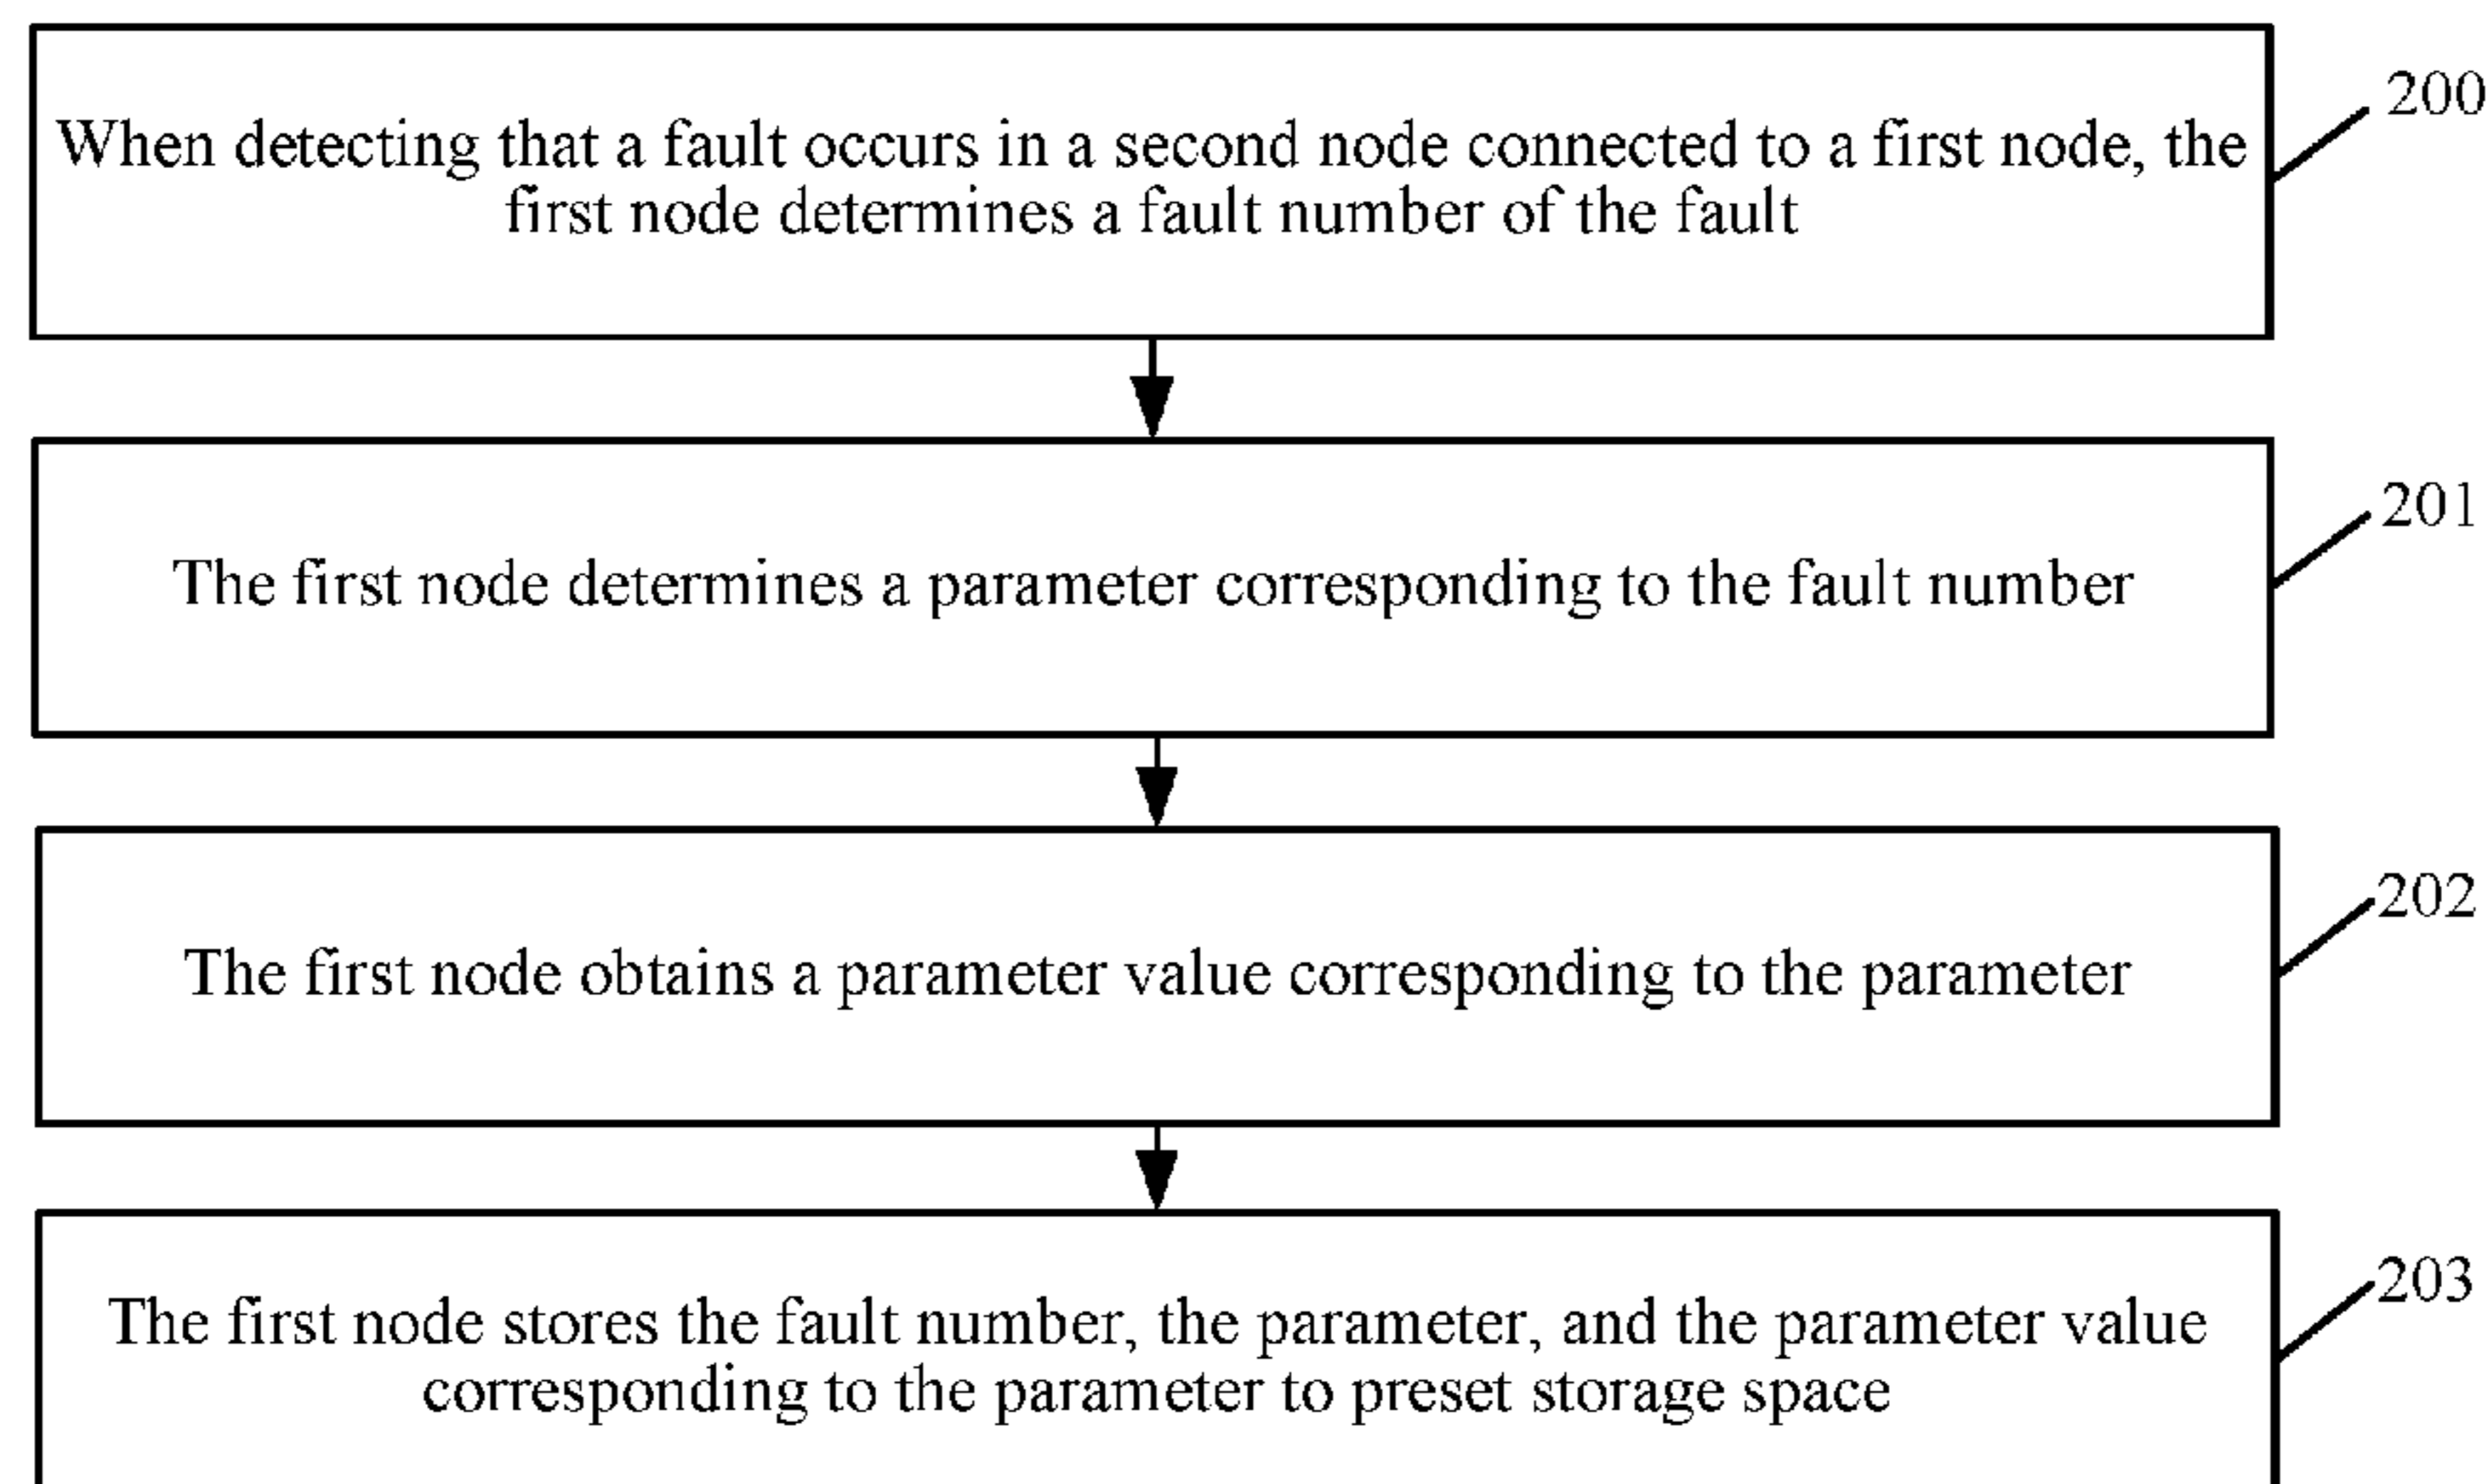 When detecting that a fault occurs in a second node connected to a first node, the
first node determines a fault number of the fault
200
The first node determines a parameter corresponding to the fault number
201
The first node obtains a parameter value corresponding to the parameter
202
The first node stores the fault number, the parameter, and the parameter value
corresponding to the parameter to preset storage space
203